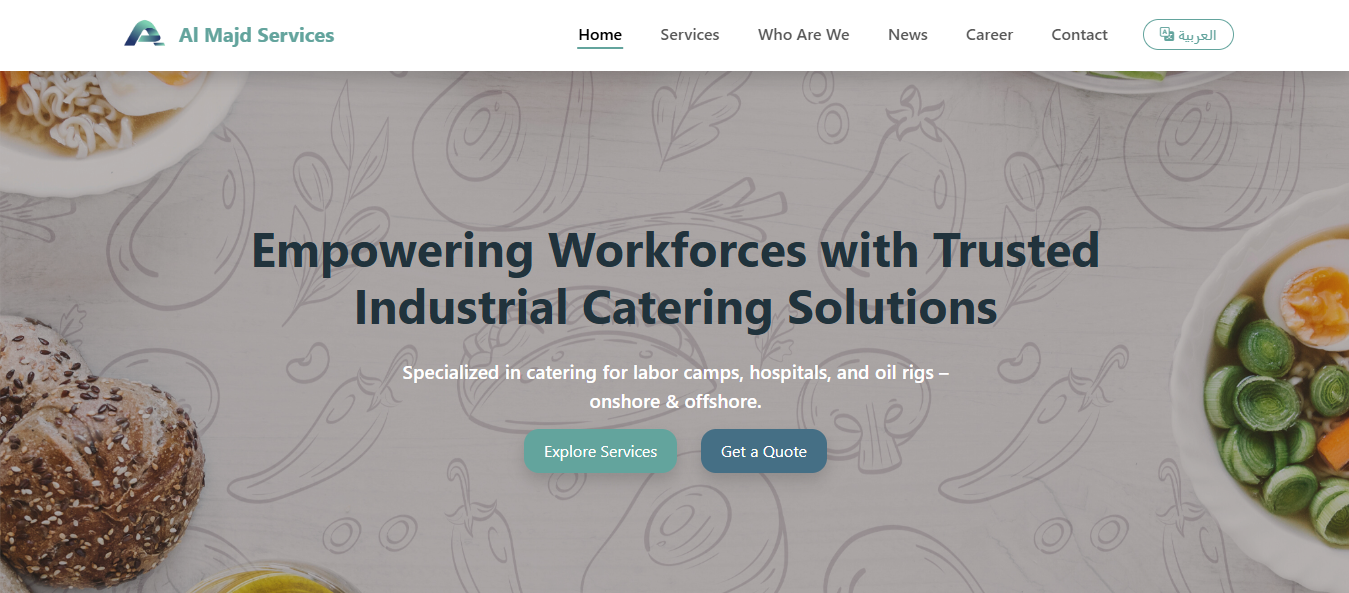 Al Majd Services
Home
Services
Who Are We
News
Career
Contact
العربية
Empowering Workforces with Trusted
Industrial Catering Solutions
Specialized in catering for labor camps, hospitals, and oil rigs –
onshore & offshore.
Explore Services
Get a Quote